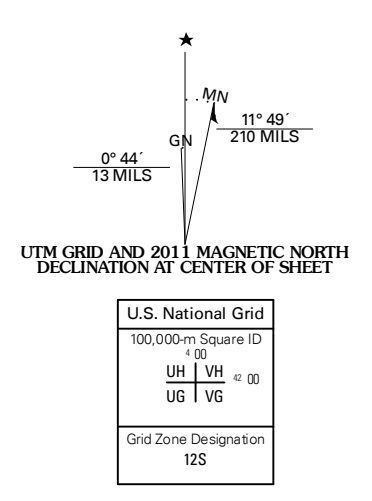 ★
MN
GN
11° 49´
210 MILS
0° 44´
13 MILS
UTM GRID AND 2011 MAGNETIC NORTH
DECLINATION AT CENTER OF SHEET
U.S. National Grid
100,000-m Square ID
4 00
UH VH 42 00
UG VG
Grid Zone Designation
12S